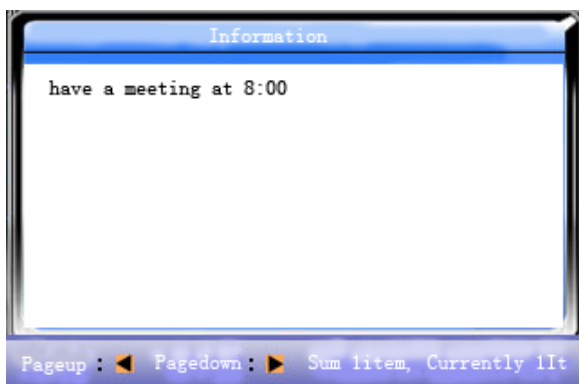 Information
have a meeting at 8:00
Pageup : Pagedown : Sum 1item, Currently 1It